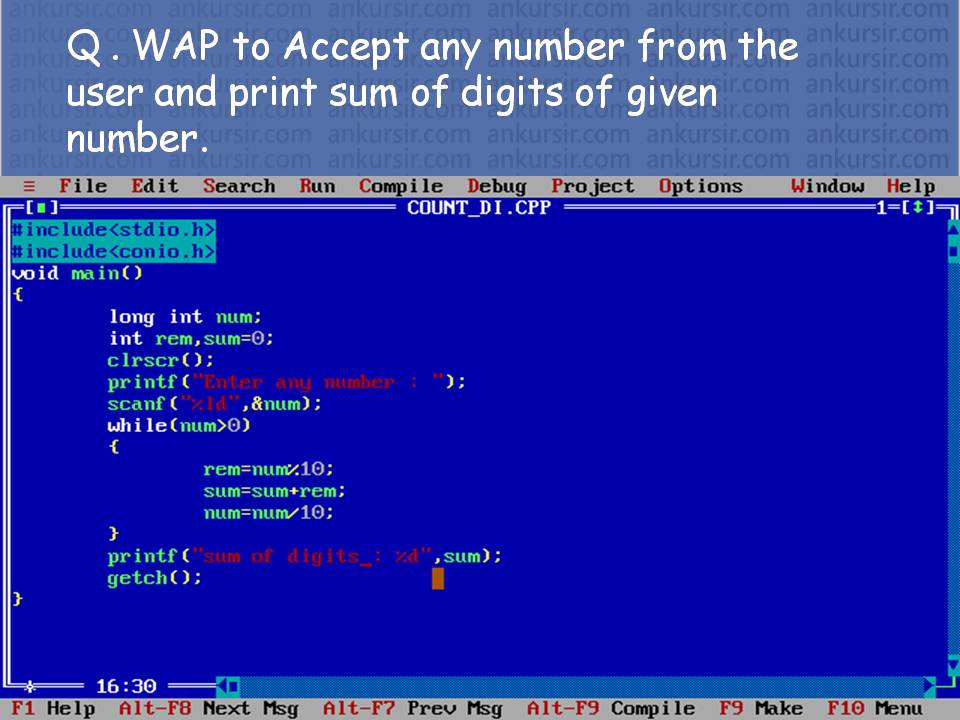 Q . WAP to Accept any number from the
user and print sum of digits of given
number.
≡ File Edit Search Run Compile Debug Project Options Window Help
[■] COUNT_DI.CPP 1=[↕]
#include<stdio.h>
#include<conio.h>
void main()
{
long int num;
int rem,sum=0;
clrscr();
printf("Enter any number : ");
scanf("%ld",&num);
while(num>0)
{
rem=num%10;
sum=sum+rem;
num=num/10;
}
printf("sum of digits_: %d",sum);
getch();
}
16:30
F1 Help Alt-F8 Next Msg Alt-F7 Prev Msg Alt-F9 Compile F9 Make F10 Menu